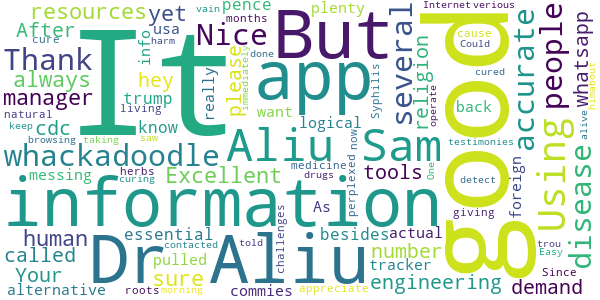 It
But
good
information
Dr Aliu
app
Aliu Sam
whackadoodle
Thank
resources
yet
usa
pence
plenty
Internet
verious
After
months
vain
cure
harm
info
Nice
several
always
hey
really
please
immediately
done
want
Could
cause
cured
people
Whatsapp
manager
trump
living
natural
cdc
know
religion
accurate
back
operate
Syphilis
logical
keep
browsing
taking
saw
testimonies
alive
himabout
Using
disease
tools
medicine
now
perplexed
drugs
One
detect
messing
herbs
curing
Excellent
As
actual
giving
foreign
human
essential
besides
number
challenges
called
contacted
told
pulled
tracker
engineering
trou
Easy
Your
sure
Since
alternative
roots
morning
commies
appreciate
demand